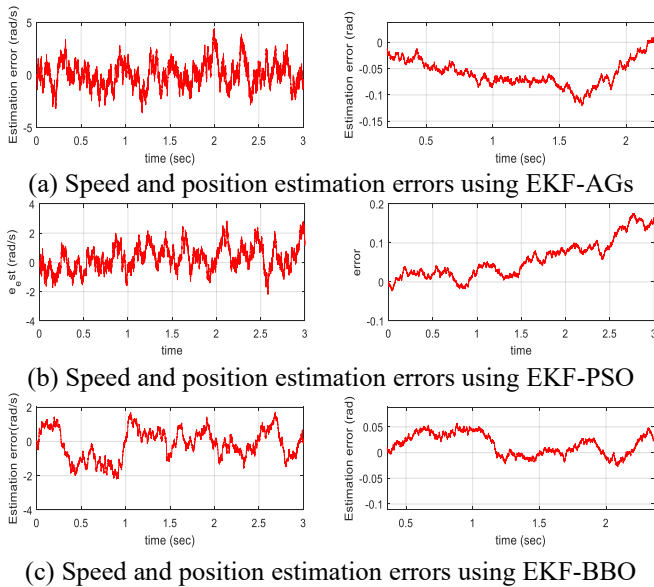 5
0
-5
Estimation error (rad/s)
0 0.5 1 1.5 2 2.5 3
time (sec)
0
-0.05
-0.1
-0.15
Estimation error (rad)
0.5 1 1.5 2
time (sec)
(a) Speed and position estimation errors using EKF-AGs
4
2
0
-2
-4
e_est (rad/s)
0 0.5 1 1.5 2 2.5 3
time
0.2
0.1
0
-0.1
error
0 0.5 1 1.5 2 2.5 3
time
(b) Speed and position estimation errors using EKF-PSO
2
0
-2
-4
Estimation error(rad/s)
0 0.5 1 1.5 2 2.5 3
time (sec)
0.05
0
-0.05
-0.1
Estimation error (rad)
0.5 1 1.5 2
time (sec)
(c) Speed and position estimation errors using EKF-BBO